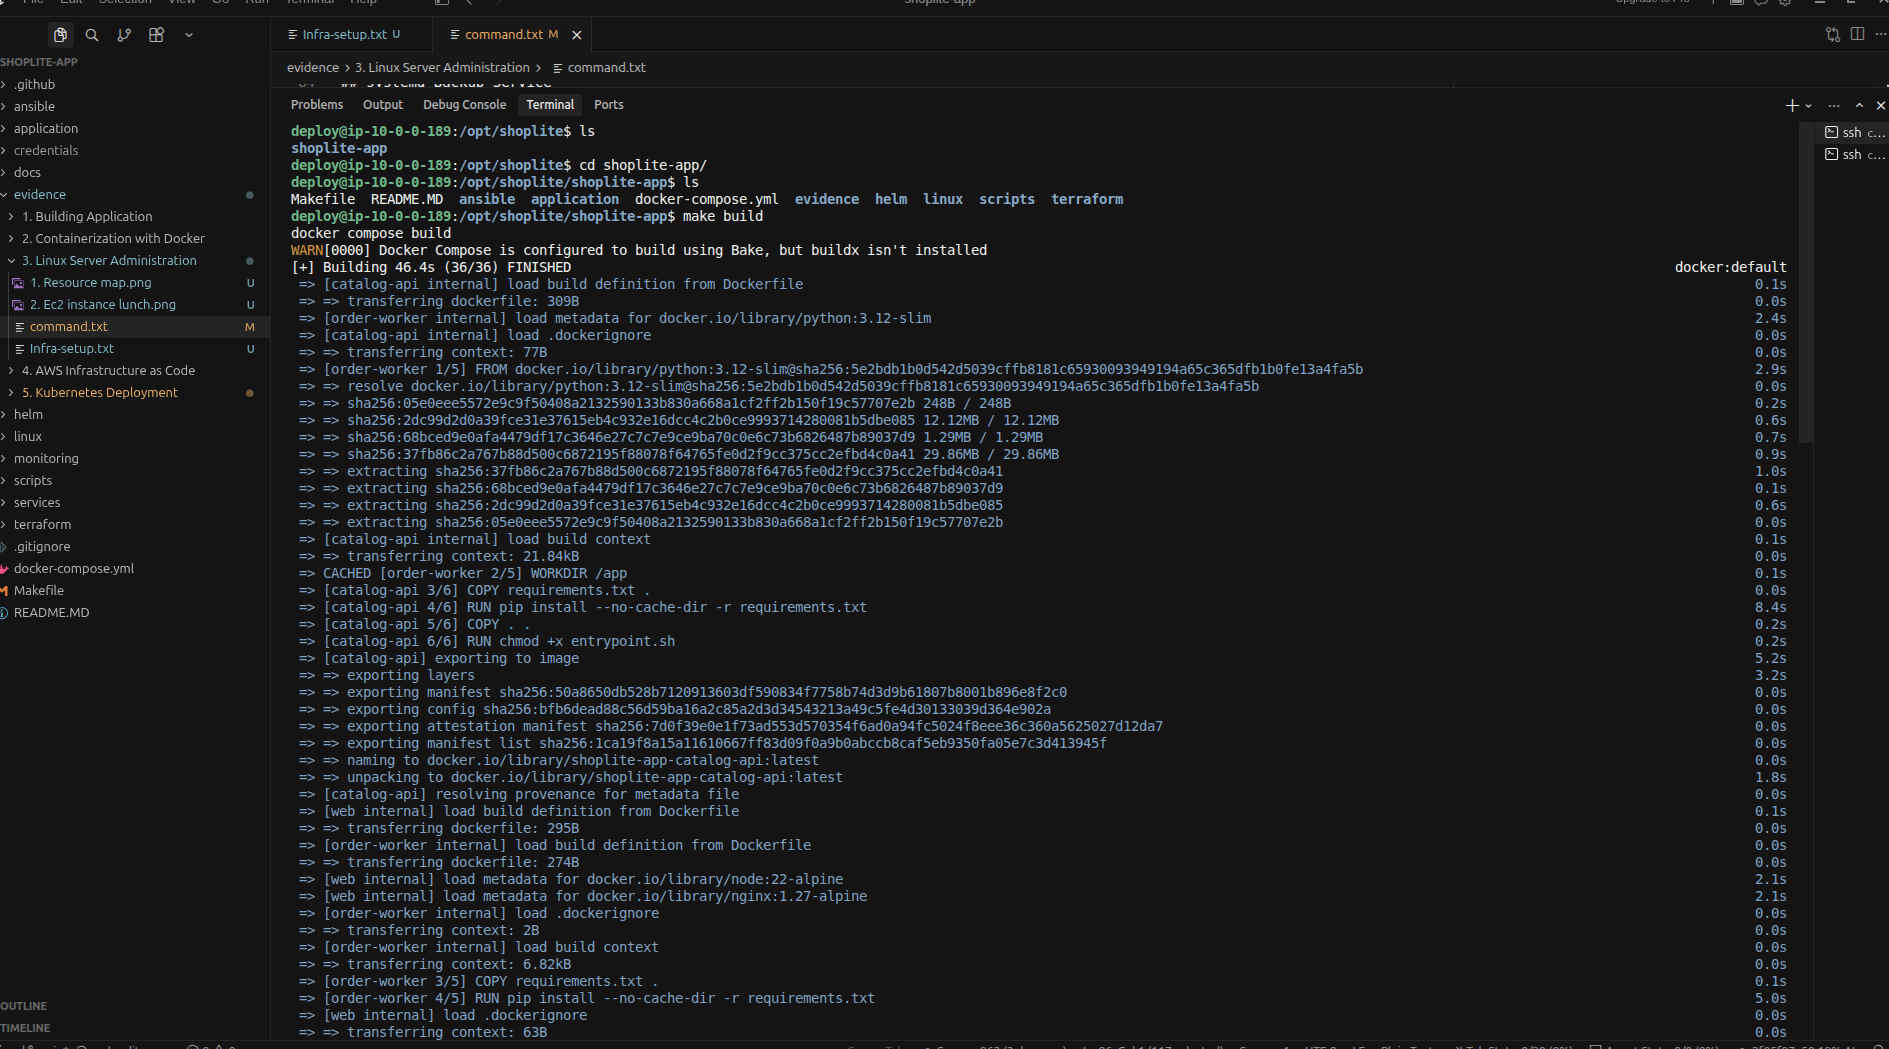 File Edit Selection View Go Run Terminal Help
shoplite-app
Upgrade to Pro
Infra-setup.txt U
command.txt M
SHOPLITE-APP
.github
ansible
application
credentials
docs
evidence
1. Building Application
2. Containerization with Docker
3. Linux Server Administration
1. Resource map.png U
2. Ec2 instance lunch.png U
command.txt M
Infra-setup.txt U
4. AWS Infrastructure as Code
5. Kubernetes Deployment
helm
linux
monitoring
scripts
services
terraform
.gitignore
docker-compose.yml
Makefile
README.MD
OUTLINE
TIMELINE
evidence > 3. Linux Server Administration > command.txt
## Systemd Backup Service
Problems Output Debug Console Terminal Ports
ssh c...
ssh c...
deploy@ip-10-0-0-189:/opt/shoplite$ ls
shoplite-app
deploy@ip-10-0-0-189:/opt/shoplite$ cd shoplite-app/
deploy@ip-10-0-0-189:/opt/shoplite/shoplite-app$ ls
Makefile README.MD ansible application docker-compose.yml evidence helm linux scripts terraform
deploy@ip-10-0-0-189:/opt/shoplite/shoplite-app$ make build
docker compose build
WARN[0000] Docker Compose is configured to build using Bake, but buildx isn't installed
[+] Building 46.4s (36/36) FINISHED docker:default
=> [catalog-api internal] load build definition from Dockerfile 0.1s
=> => transferring dockerfile: 309B 0.0s
=> [order-worker internal] load metadata for docker.io/library/python:3.12-slim 2.4s
=> [catalog-api internal] load .dockerignore 0.0s
=> => transferring context: 77B 0.0s
=> [order-worker 1/5] FROM docker.io/library/python:3.12-slim@sha256:5e2bdb1b0d542d5039cffb8181c65930093949194a65c365dfb1b0fe13a4fa5b 2.9s
=> => resolve docker.io/library/python:3.12-slim@sha256:5e2bdb1b0d542d5039cffb8181c65930093949194a65c365dfb1b0fe13a4fa5b 0.0s
=> => sha256:05e0eee5572e9c9f50408a2132590133b830a668a1cf2ff2b150f19c57707e2b 248B / 248B 0.2s
=> => sha256:2dc99d2d0a39fce31e37615eb4c932e16dcc4c2b0ce9993714280081b5dbe085 12.12MB / 12.12MB 0.6s
=> => sha256:68bced9e0afa4479df17c3646e27c7c7e9ce9ba70c0e6c73b6826487b89037d9 1.29MB / 1.29MB 0.7s
=> => sha256:37fb86c2a767b88d500c6872195f88078f64765fe0d2f9cc375cc2efbd4c0a41 29.86MB / 29.86MB 0.9s
=> => extracting sha256:37fb86c2a767b88d500c6872195f88078f64765fe0d2f9cc375cc2efbd4c0a41 1.0s
=> => extracting sha256:68bced9e0afa4479df17c3646e27c7c7e9ce9ba70c0e6c73b6826487b89037d9 0.1s
=> => extracting sha256:2dc99d2d0a39fce31e37615eb4c932e16dcc4c2b0ce9993714280081b5dbe085 0.6s
=> => extracting sha256:05e0eee5572e9c9f50408a2132590133b830a668a1cf2ff2b150f19c57707e2b 0.0s
=> [catalog-api internal] load build context 0.1s
=> => transferring context: 21.84kB 0.0s
=> CACHED [order-worker 2/5] WORKDIR /app 0.1s
=> [catalog-api 3/6] COPY requirements.txt . 0.0s
=> [catalog-api 4/6] RUN pip install --no-cache-dir -r requirements.txt 8.4s
=> [catalog-api 5/6] COPY . . 0.2s
=> [catalog-api 6/6] RUN chmod +x entrypoint.sh 0.2s
=> [catalog-api] exporting to image 5.2s
=> => exporting layers 3.2s
=> => exporting manifest sha256:50a8650db528b7120913603df590834f7758b74d3d9b61807b8001b896e8f2c0 0.0s
=> => exporting config sha256:bfb6dead88c56d59ba16a2c85a2d3d34543213a49c5fe4d30133039d364e902a 0.0s
=> => exporting attestation manifest sha256:7d0f39e0e1f73ad553d570354f6ad0a94fc5024f8eee36c360a5625027d12da7 0.0s
=> => exporting manifest list sha256:1ca19f8a15a11610667ff83d09f0a9b0abccb8caf5eb9350fa05e7c3d413945f 0.0s
=> => naming to docker.io/library/shoplite-app-catalog-api:latest 0.0s
=> => unpacking to docker.io/library/shoplite-app-catalog-api:latest 1.8s
=> [catalog-api] resolving provenance for metadata file 0.0s
=> [web internal] load build definition from Dockerfile 0.1s
=> => transferring dockerfile: 295B 0.0s
=> [order-worker internal] load build definition from Dockerfile 0.0s
=> => transferring dockerfile: 274B 0.0s
=> [web internal] load metadata for docker.io/library/node:22-alpine 2.1s
=> [web internal] load metadata for docker.io/library/nginx:1.27-alpine 2.1s
=> [order-worker internal] load .dockerignore 0.0s
=> => transferring context: 2B 0.0s
=> [order-worker internal] load build context 0.0s
=> => transferring context: 6.82kB 0.0s
=> [order-worker 3/5] COPY requirements.txt . 0.1s
=> [order-worker 4/5] RUN pip install --no-cache-dir -r requirements.txt 5.0s
=> [web internal] load .dockerignore 0.0s
=> => transferring context: 63B 0.0s